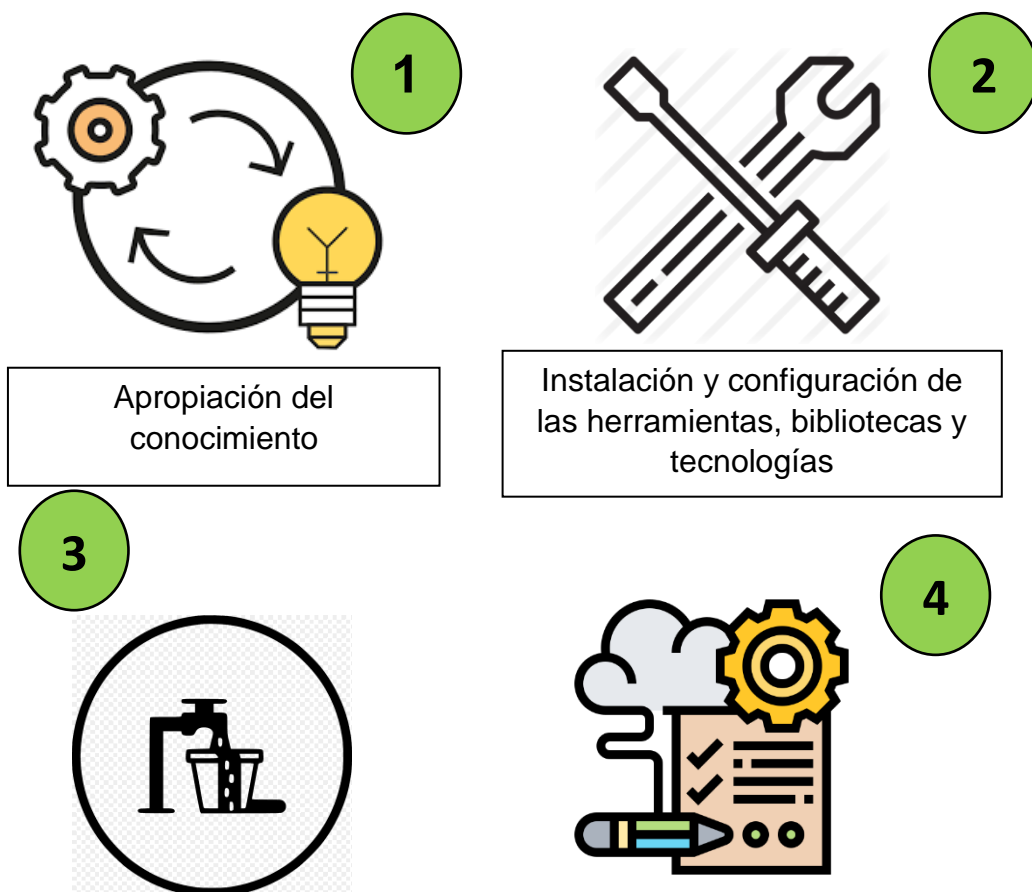 1
2
Apropiación del
conocimiento
Instalación y configuración de
las herramientas, bibliotecas y
tecnologías
3
4